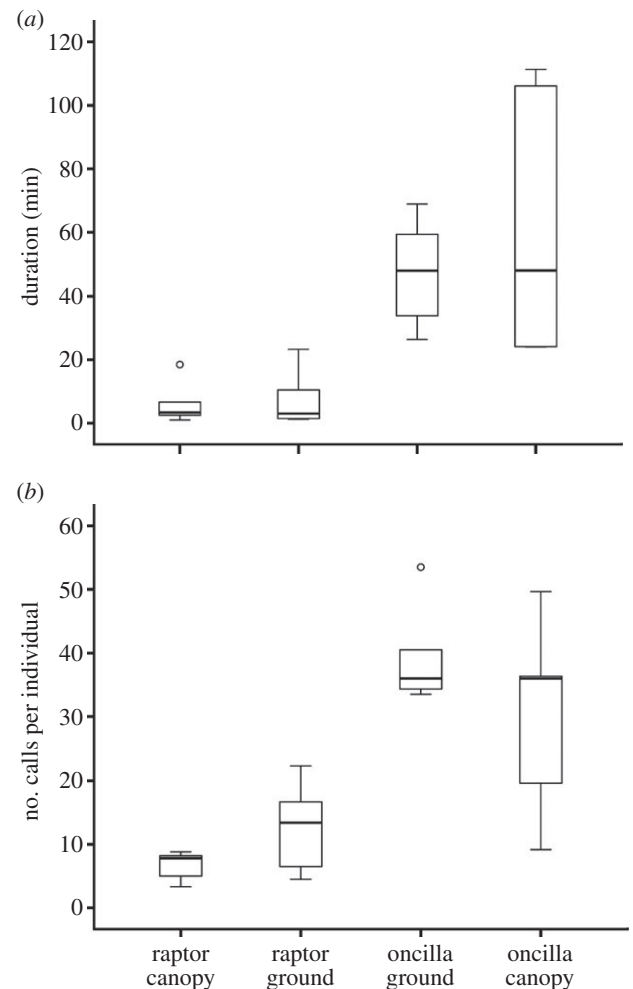 (a)
120
100
80
60
40
20
0
duration (min)
(b)
60
50
40
30
20
10
0
no. calls per individual
raptor canopy
raptor ground
oncilla ground
oncilla canopy